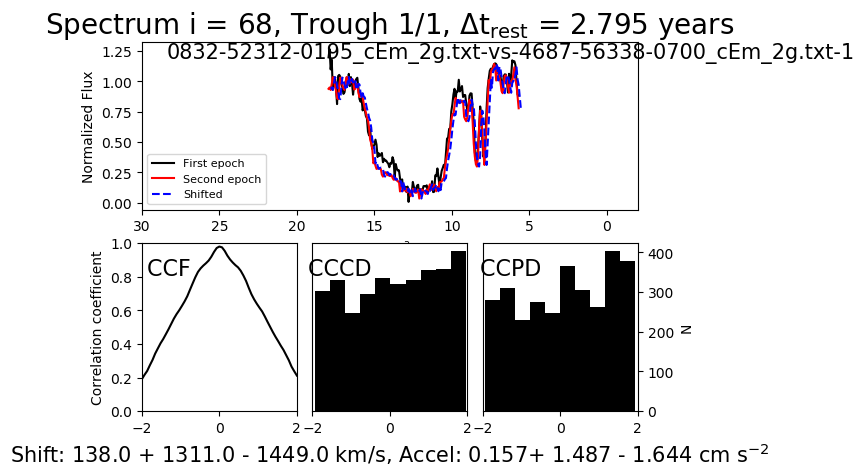 Spectrum i = 68, Trough 1/1, Δt_rest = 2.795 years
0832-52312-0195_cEm_2g.txt-vs-4687-56338-0700_cEm_2g.txt-1
Normalized Flux
1.25
1.00
0.75
0.50
0.25
0.00
First epoch
Second epoch
Shifted
30 25 20 15 10 5 0
Correlation coefficient
1.0
0.8
0.6
0.4
0.2
0.0
CCF
CCCD
CCPD
400
300
200
100
0
N
−2 0 2
−2 0 2
−2 0 2
Shift: 138.0 + 1311.0 - 1449.0 km/s, Accel: 0.157+ 1.487 - 1.644 cm s⁻²